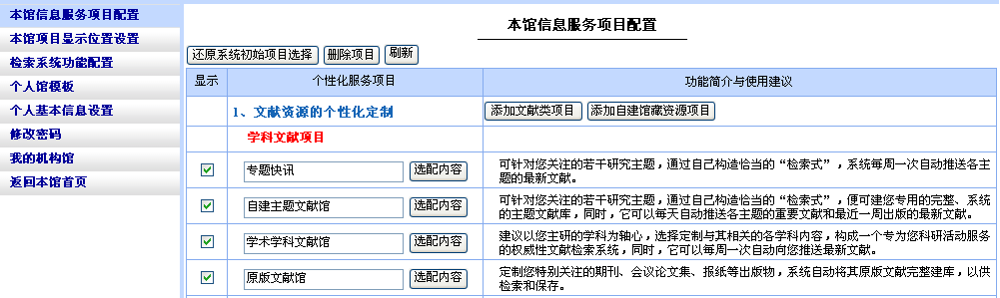 本馆信息服务项目配置
本馆项目显示位置设置
检索系统功能配置
个人馆模板
个人基本信息设置
修改密码
我的机构馆
返回本馆首页
本馆信息服务项目配置
还原系统初始项目选择 删除项目 刷新
显示 个性化服务项目 功能简介与使用建议
1、文献资源的个性化定制 添加文献类项目 添加自建馆藏资源项目
学科文献项目
专题快讯 选配内容 可针对您关注的若干研究主题，通过自己构造恰当的“检索式”，系统每周一次自动推送各主
题的最新文献。
自建主题文献馆 选配内容 可针对您关注的若干研究主题，通过自己构造恰当的“检索式”，便可建您专用的完整、系统
的主题文献库，同时，它可以每天自动推送各主题的重要文献和最近一周出版的最新文献。
学术学科文献馆 选配内容 建议以您主研的学科为轴心，选择定制与其相关的各学科内容，构成一个专为您科研活动服务
的权威性文献检索系统，同时，它可以每周一次自动向您推送最新文献。
原版文献馆 选配内容 定制您特别关注的期刊、会议论文集、报纸等出版物，系统自动将其原版文献完整建库，以供
检索和保存。